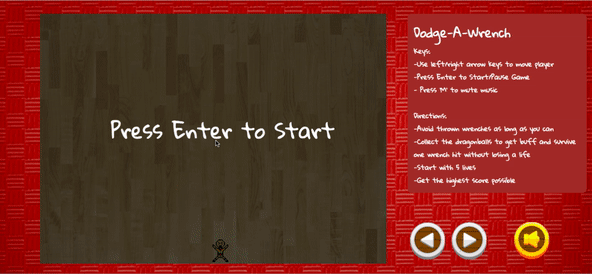 Press Enter to Start
Dodge-A-Wrench
Keys:
-Use left/right arrow keys to move player
-Press Enter to Start/Pause Game
- Press 'M' to mute music
Directions:
-Avoid thrown wrenches as long as you can
-Collect the dragonballs to get buff and survive
one wrench hit without losing a life
-Start with 5 lives
-Get the highest score possible